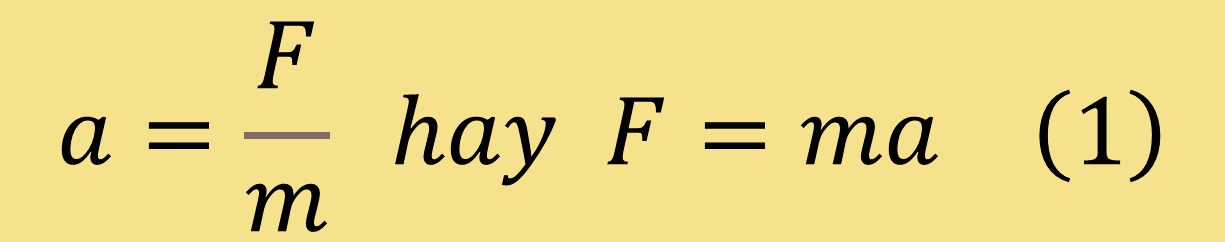 a = F/m hay F = ma (1)